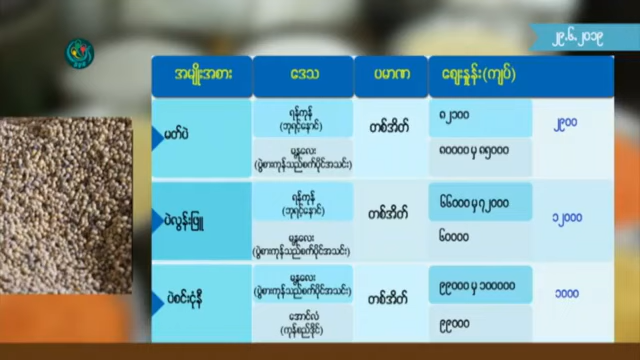 ၂၉.၆.၂၀၁၉
အမျိုးအစား ဒေသ ပမာဏ ဈေးနှုန်း(ကျပ်)
မတ်ပဲ
ရန်ကုန်
(ဘုရင့်နောင်)
တစ်အိတ်
၈၂၁၀၀
၂၉၀၀
မန္တလေး
(ပွဲစားကုန်သည်စက်ပိုင်အသင်း)
၈၀၀၀၀ မှ ၈၅၀၀၀
ပဲလွန်းဖြူ
ရန်ကုန်
(ဘုရင့်နောင်)
တစ်အိတ်
၆၆၀၀၀ မှ ၇၂၀၀၀
၁၂၀၀၀
မန္တလေး
(ပွဲစားကုန်သည်စက်ပိုင်အသင်း)
၆၀၀၀၀
ပဲစင်းငုံနီ
မန္တလေး
(ပွဲစားကုန်သည်စက်ပိုင်အသင်း)
တစ်အိတ်
၉၉၀၀၀ မှ ၁၀၀၀၀၀
၁၀၀၀
အောင်လံ
(ကုန်စည်ဒိုင်)
၉၉၀၀၀